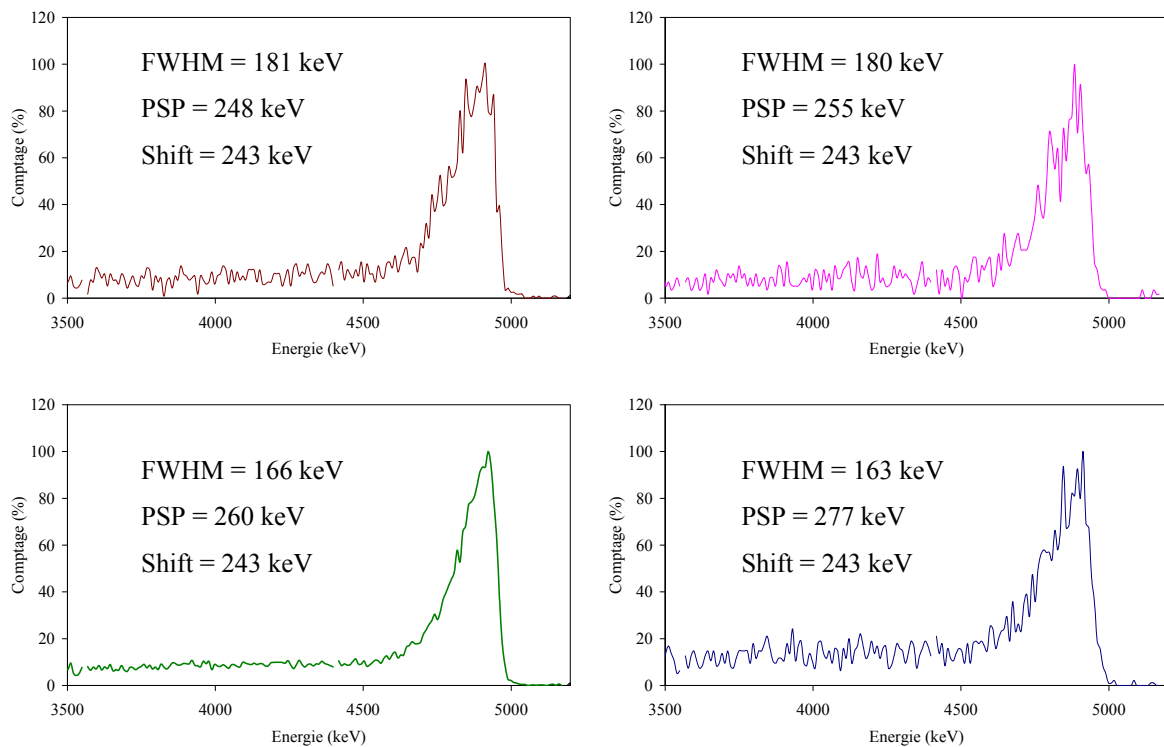 120
100
80
60
40
20
0
Comptage (%)
FWHM = 181 keV
PSP = 248 keV
Shift = 243 keV
3500 4000 4500 5000
Energie (keV)
120
100
80
60
40
20
0
Comptage (%)
FWHM = 180 keV
PSP = 255 keV
Shift = 243 keV
3500 4000 4500 5000
Energie (keV)
120
100
80
60
40
20
0
Comptage (%)
FWHM = 166 keV
PSP = 260 keV
Shift = 243 keV
3500 4000 4500 5000
Energie (keV)
120
100
80
60
40
20
0
Comptage (%)
FWHM = 163 keV
PSP = 277 keV
Shift = 243 keV
3500 4000 4500 5000
Energie (keV)